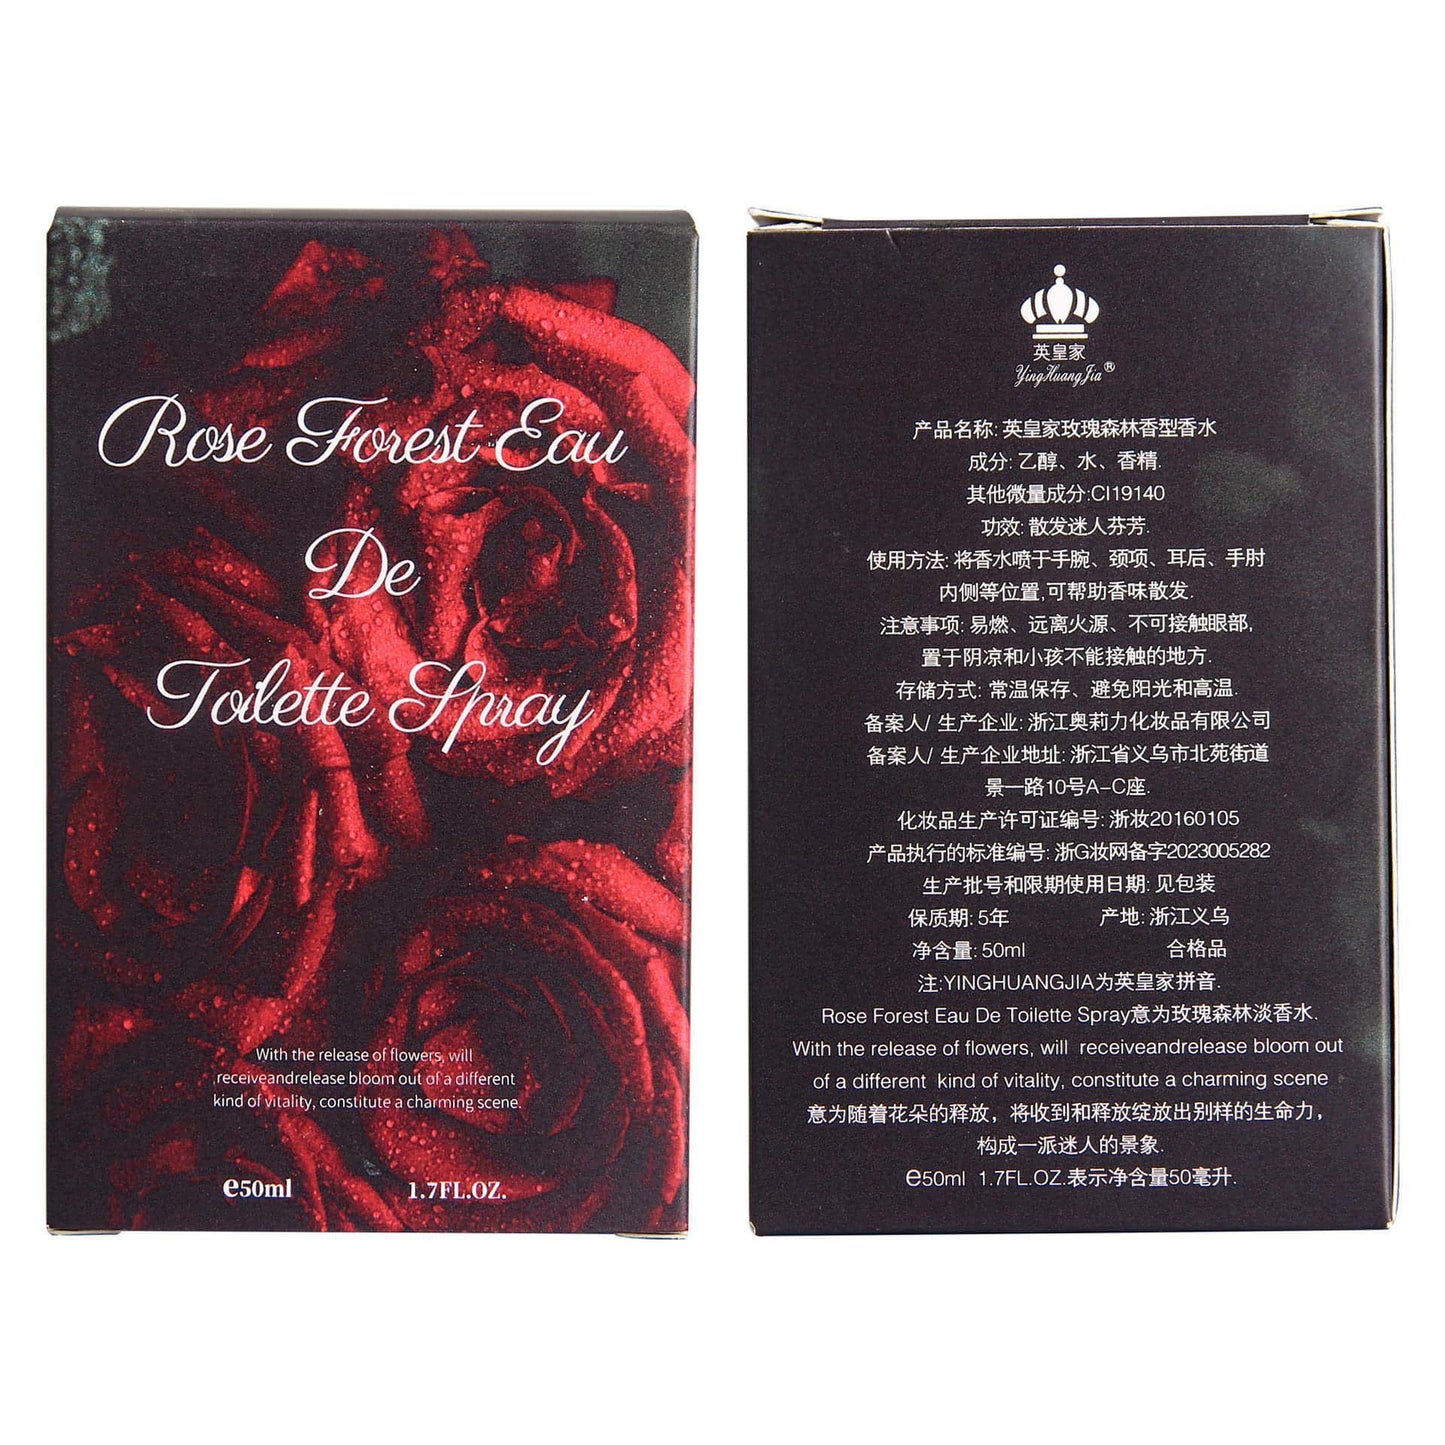 Rose Forest Eau
De
Toilette Spray
With the release of flowers, will
receiveandrelease bloom out of a different
kind of vitality, constitute a charming scene.
e50ml 1.7FL.OZ.
英皇家
YingHuangJia®
产品名称: 英皇家玫瑰森林香型香水
成分: 乙醇、水、香精.
其他微量成分:CI19140
功效: 散发迷人芬芳.
使用方法: 将香水喷于手腕、颈项、耳后、手肘
内侧等位置,可帮助香味散发.
注意事项: 易燃、远离火源、不可接触眼部,
置于阴凉和小孩不能接触的地方.
存储方式: 常温保存、避免阳光和高温.
备案人/ 生产企业: 浙江奥莉力化妆品有限公司
备案人/ 生产企业地址: 浙江省义乌市北苑街道
景一路10号A-C座.
化妆品生产许可证编号: 浙妆20160105
产品执行的标准编号: 浙G妆网备字2023005282
生产批号和限期使用日期: 见包装
保质期: 5年 产地: 浙江义乌
净含量: 50ml 合格品
注:YINGHUANGJIA为英皇家拼音.
Rose Forest Eau De Toilette Spray意为玫瑰森林淡香水.
With the release of flowers, will receiveandrelease bloom out
of a different kind of vitality, constitute a charming scene
意为随着花朵的释放，将收到和释放绽放出别样的生命力，
构成一派迷人的景象.
e50ml 1.7FL.OZ.表示净含量50毫升.